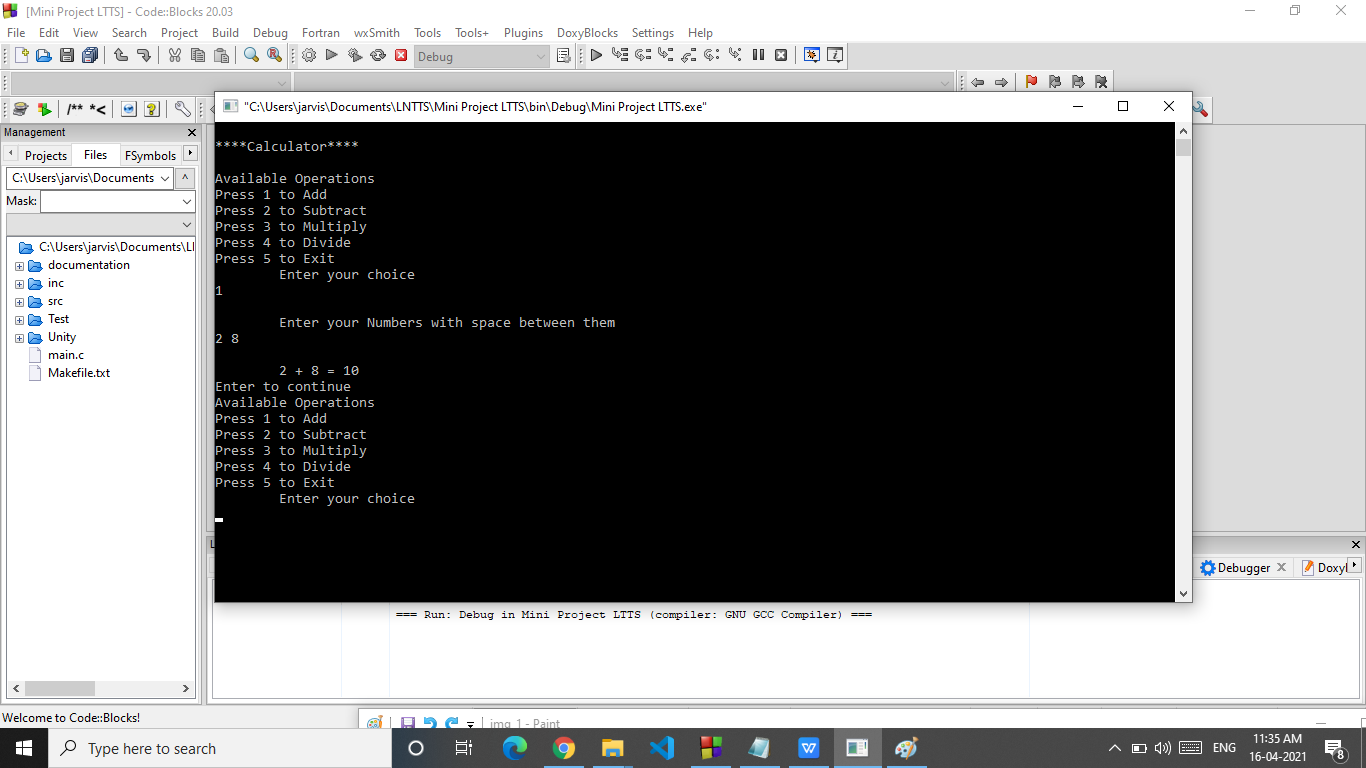 [Mini Project LTTS] - Code::Blocks 20.03
File Edit View Search Project Build Debug Fortran wxSmith Tools Tools+ Plugins DoxyBlocks Settings Help
Debug
/** *<
"C:\Users\jarvis\Documents\LNTTS\Mini Project LTTS\bin\Debug\Mini Project LTTS.exe"
Management
Projects Files FSymbols
C:\Users\jarvis\Documents
Mask:
C:\Users\jarvis\Documents\LI
documentation
inc
src
Test
Unity
main.c
Makefile.txt
****Calculator****
Available Operations
Press 1 to Add
Press 2 to Subtract
Press 3 to Multiply
Press 4 to Divide
Press 5 to Exit
Enter your choice
1
Enter your Numbers with space between them
2 8
2 + 8 = 10
Enter to continue
Available Operations
Press 1 to Add
Press 2 to Subtract
Press 3 to Multiply
Press 4 to Divide
Press 5 to Exit
Enter your choice
Debugger Doxyl
=== Run: Debug in Mini Project LTTS (compiler: GNU GCC Compiler) ===
Welcome to Code::Blocks!
img_1 - Paint
Type here to search
ENG
11:35 AM
16-04-2021
8